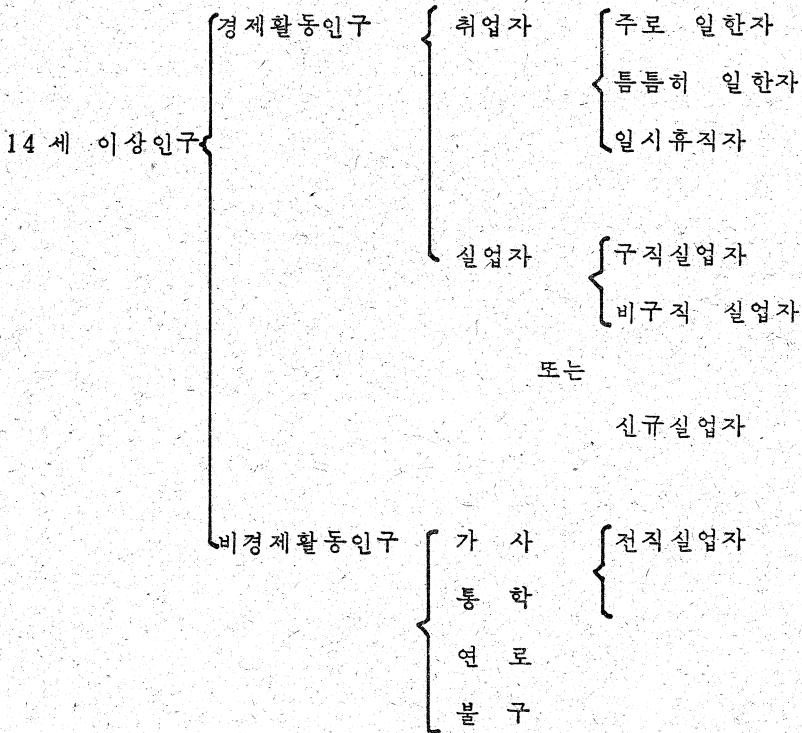 경제활동인구 취업자 주로 일한자
틈틈히 일한자
14세 이상인구 일시휴직자
실업자 구직실업자
비구직 실업자
또는
신규실업자
비경제활동인구 가 사 전직실업자
통 학
연 로
불 구